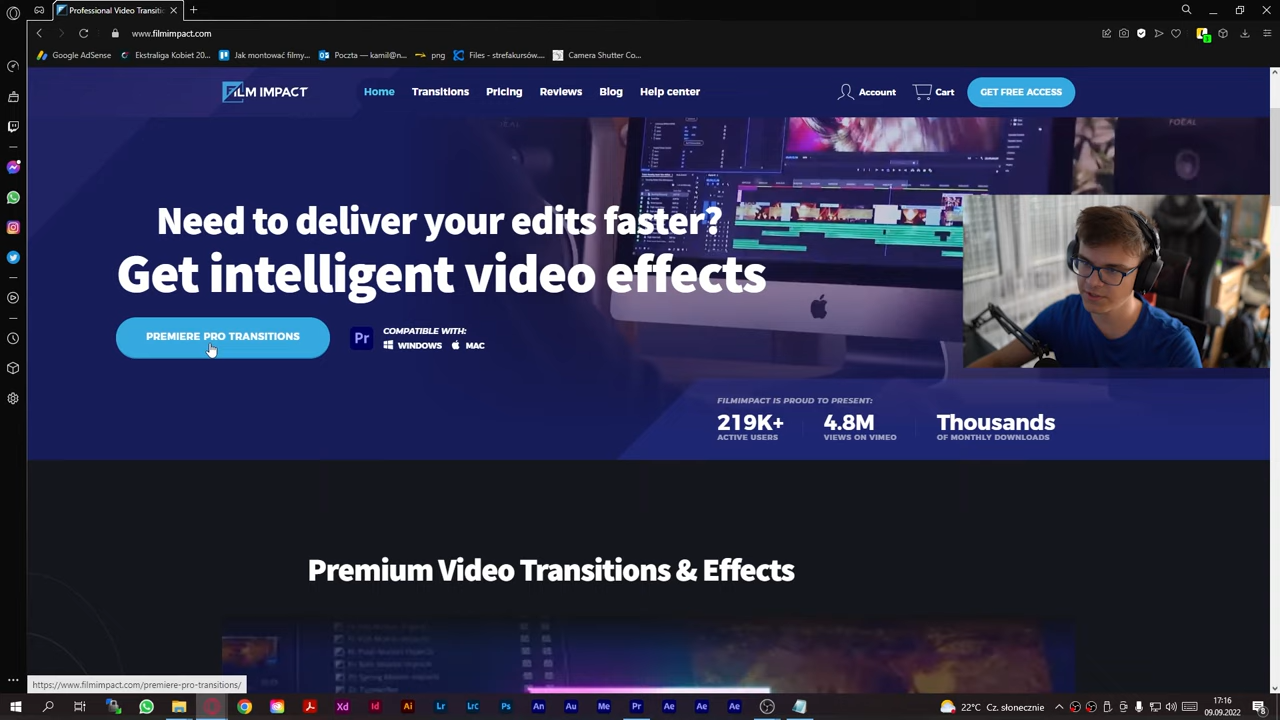 Professional Video Transitic
www.filmimpact.com
Google AdSense
Ekstraliga Kobiet 20...
Jak montować filmy...
Poczta — kamil@n...
png
Files - strefakursów...
Camera Shutter Co...
FILM IMPACT
Home
Transitions
Pricing
Reviews
Blog
Help center
Account
Cart
GET FREE ACCESS
FOCAL
Need to deliver your edits faster?
Get intelligent video effects
PREMIERE PRO TRANSITIONS
Pr
COMPATIBLE WITH:
WINDOWS
MAC
FILMIMPACT IS PROUD TO PRESENT:
219K+
4.8M
Thousands
ACTIVE USERS
VIEWS ON VIMEO
OF MONTHLY DOWNLOADS
Premium Video Transitions & Effects
https://www.filmimpact.com/premiere-pro-transitions/
Xd
Id
Ai
Lr
LrC
Ps
An
Au
Me
Pr
Ae
Ae
Ae
22°C Cz. słonecznie
17:16
09.09.2022
8